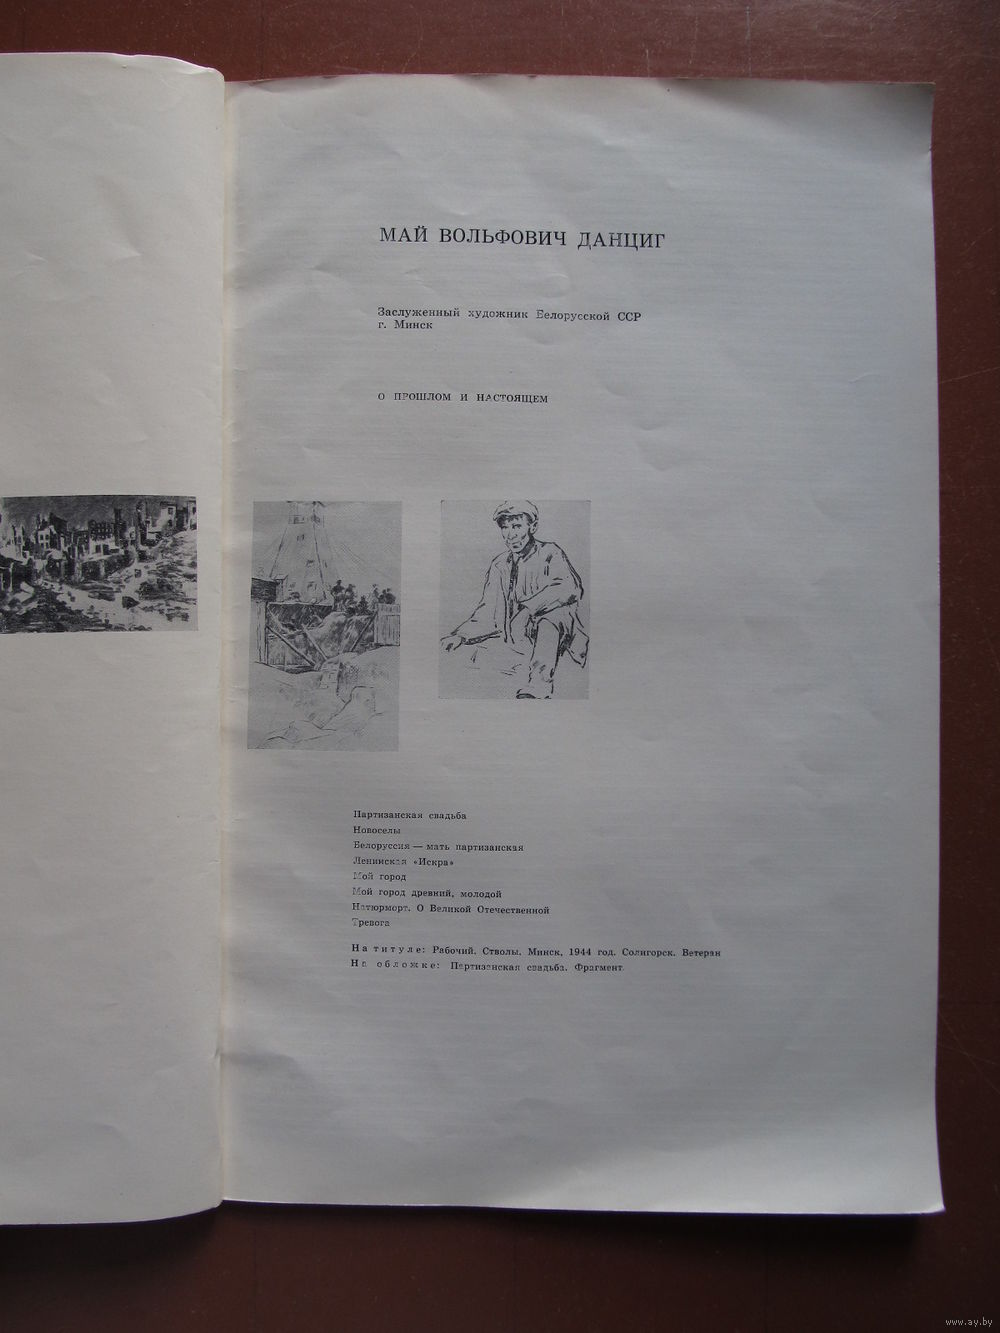 МАЙ ВОЛЬФОВИЧ ДАНЦИГ
Заслуженный художник Белорусской ССР
г. Минск
О ПРОШЛОМ И НАСТОЯЩЕМ
Партизанская свадьба
Новоселы
Белоруссия — мать партизанская
Ленинская «Искра»
Мой город
Мой город древний, молодой
Натюрморт. О Великой Отечественной
Тревога
На титуле: Рабочий. Стволы. Минск, 1944 год. Солигорск. Ветеран
На обложке: Партизанская свадьба. Фрагмент.
www.ay.by